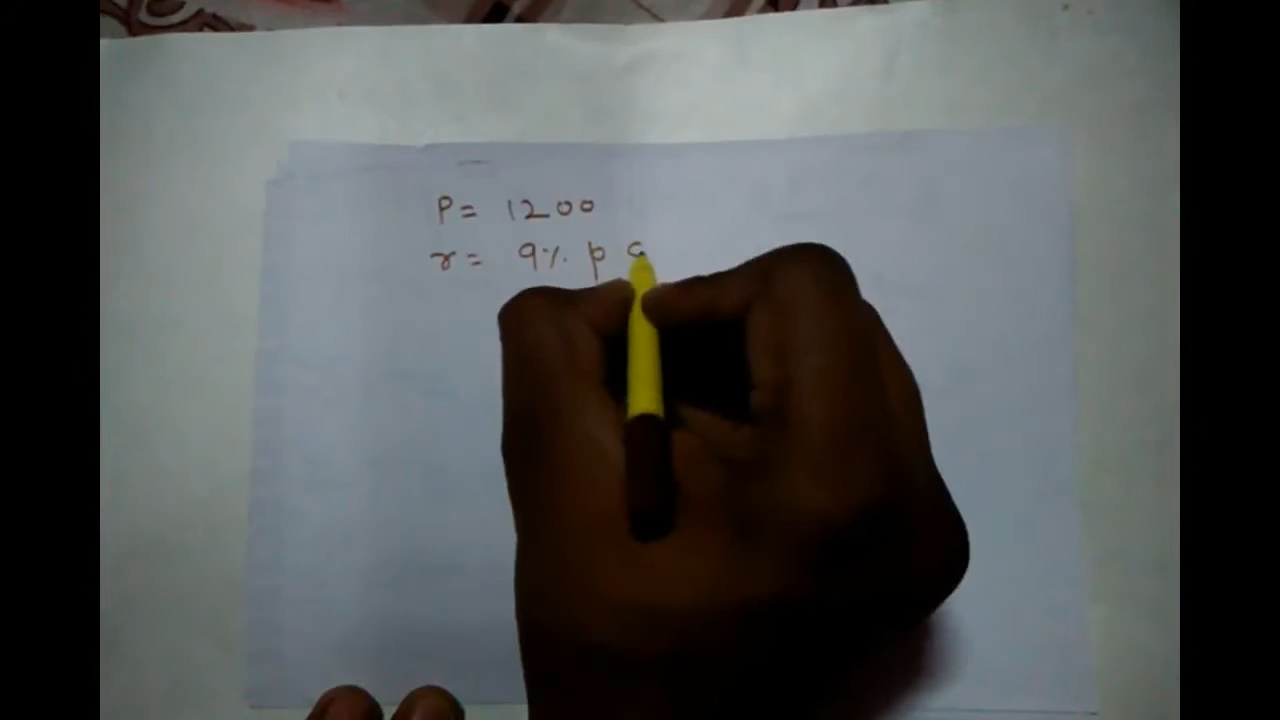 P = 1200
r = 9% p a